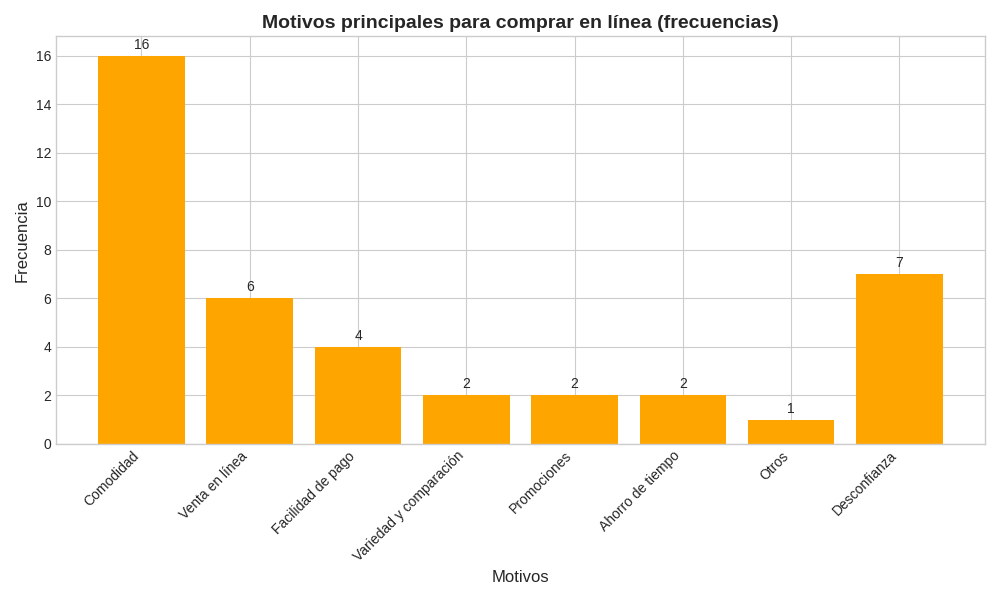 Motivos principales para comprar en línea (frecuencias)
16
6
4
2
2
2
1
7
16
14
12
10
8
6
4
2
0
Frecuencia
Comodidad
Venta en línea
Facilidad de pago
Variedad y comparación
Promociones
Ahorro de tiempo
Otros
Desconfianza
Motivos